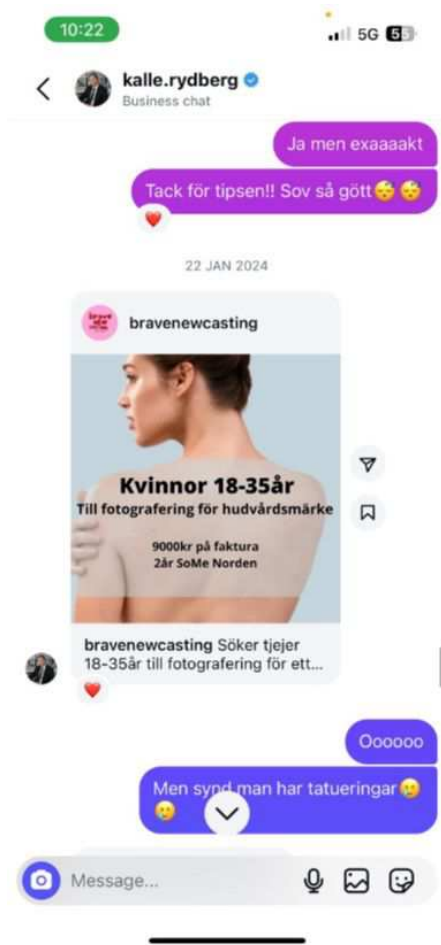 10:22
5G 55
kalle.rydberg
Business chat
Ja men exaaaakt
Tack för tipsen!! Sov så gött😴😴
❤️
22 JAN 2024
bravenewcasting
Kvinnor 18-35år
Till fotografering för hudvårdsmärke
9000kr på faktura
2år SoMe Norden
bravenewcasting Söker tjejer
18-35år till fotografering för ett...
❤️
Oooooo
Men synd man har tatueringar🥲
🥲
Message...